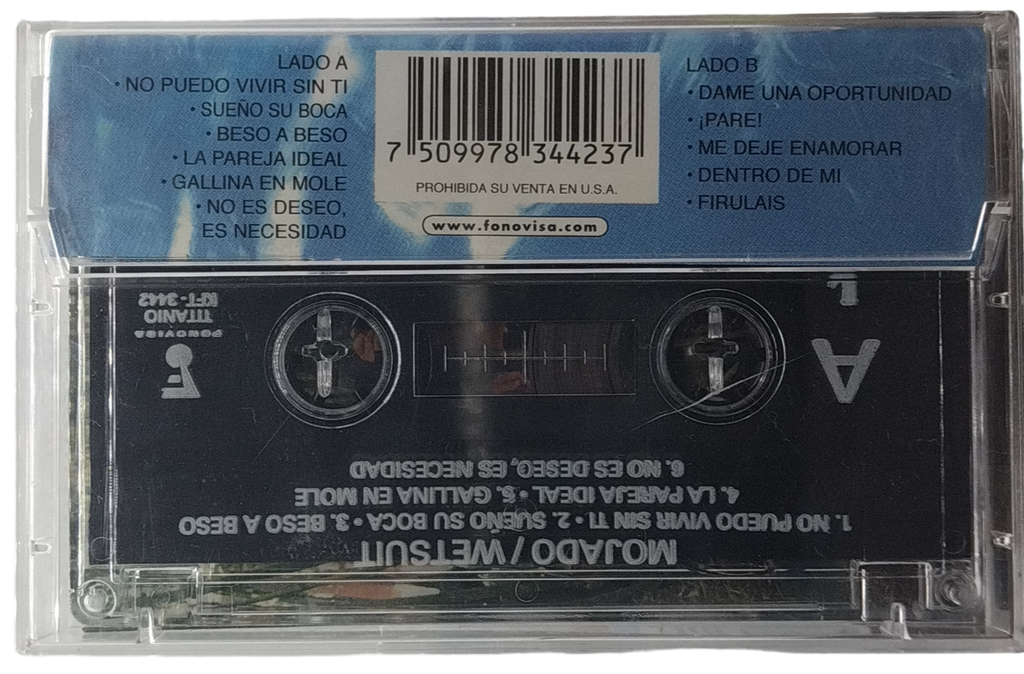 LADO A
• NO PUEDO VIVIR SIN TI
• SUEÑO SU BOCA
• BESO A BESO
• LA PAREJA IDEAL
• GALLINA EN MOLE
• NO ES DESEO,
ES NECESIDAD
7 509978 344237
PROHIBIDA SU VENTA EN U.S.A.
www.fonovisa.com
LADO B
• DAME UNA OPORTUNIDAD
• ¡PARE!
• ME DEJE ENAMORAR
• DENTRO DE MI
• FIRULAIS
MOJADO / WETSUIT
1. NO PUEDO VIVIR SIN TI • 2. SUEÑO SU BOCA • 3. BESO A BESO
4. LA PAREJA IDEAL • 5. GALLINA EN MOLE
6. NO ES DESEO, ES NECESIDAD
A
FONOVISA
TITANIO
KFT-3442